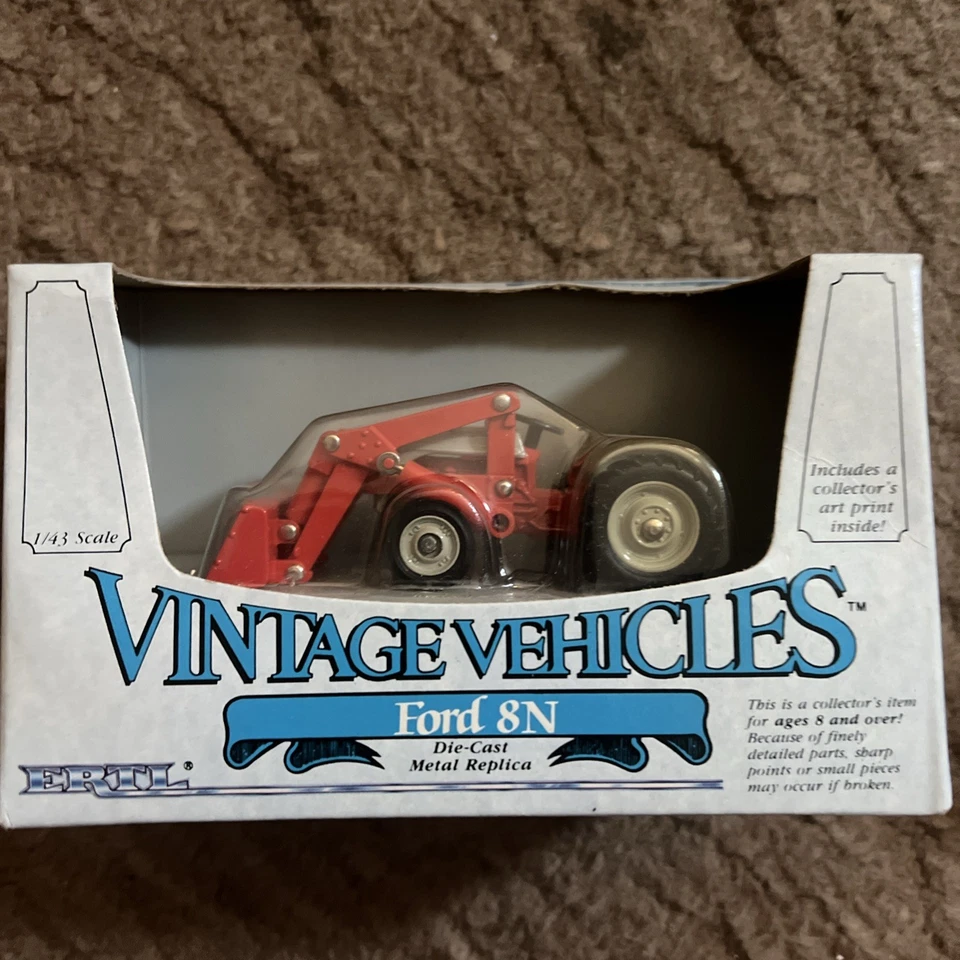 1/43 Scale
Includes a
collector's
art print
inside!
VINTAGE VEHICLES™
Ford 8N
Die-Cast
Metal Replica
ERTL®
This is a collector's item
for ages 8 and over!
Because of finely
detailed parts, sharp
points or small pieces
may occur if broken.